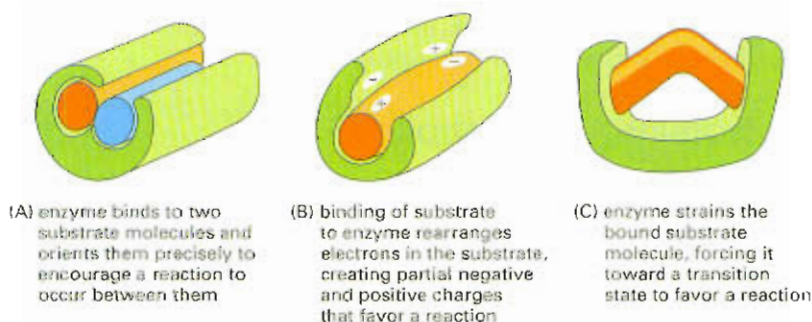 (A) enzyme binds to two
substrate molecules and
orients them precisely to
encourage a reaction to
occur between them
(B) binding of substrate
to enzyme rearranges
electrons in the substrate,
creating partial negative
and positive charges
that favor a reaction
(C) enzyme strains the
bound substrate
molecule, forcing it
toward a transition
state to favor a reaction